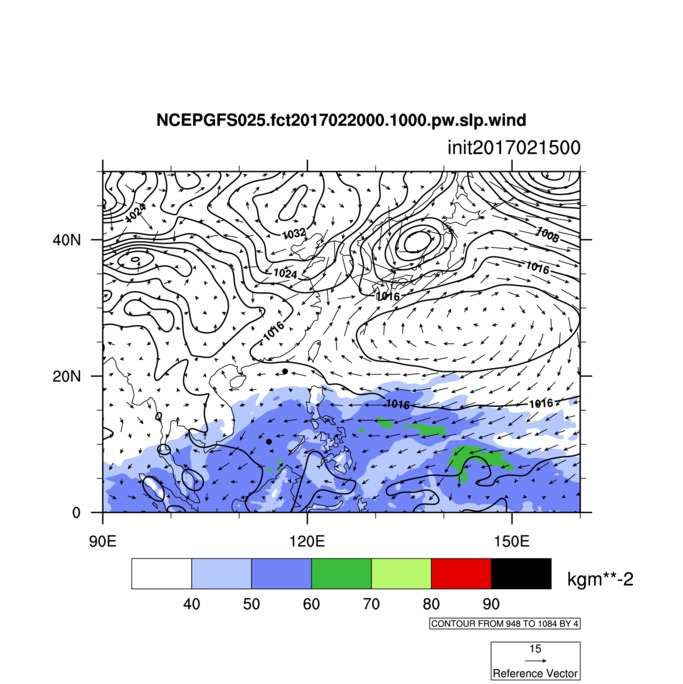 NCEPGFS025.fct2017022000.1000.pw.slp.wind
init2017021500
1024
1032
1008
40N
1016
1024
1016
1016
20N
1016
1016
0
90E 120E 150E
kgm**-2
40 50 60 70 80 90
CONTOUR FROM 948 TO 1084 BY 4
15
Reference Vector